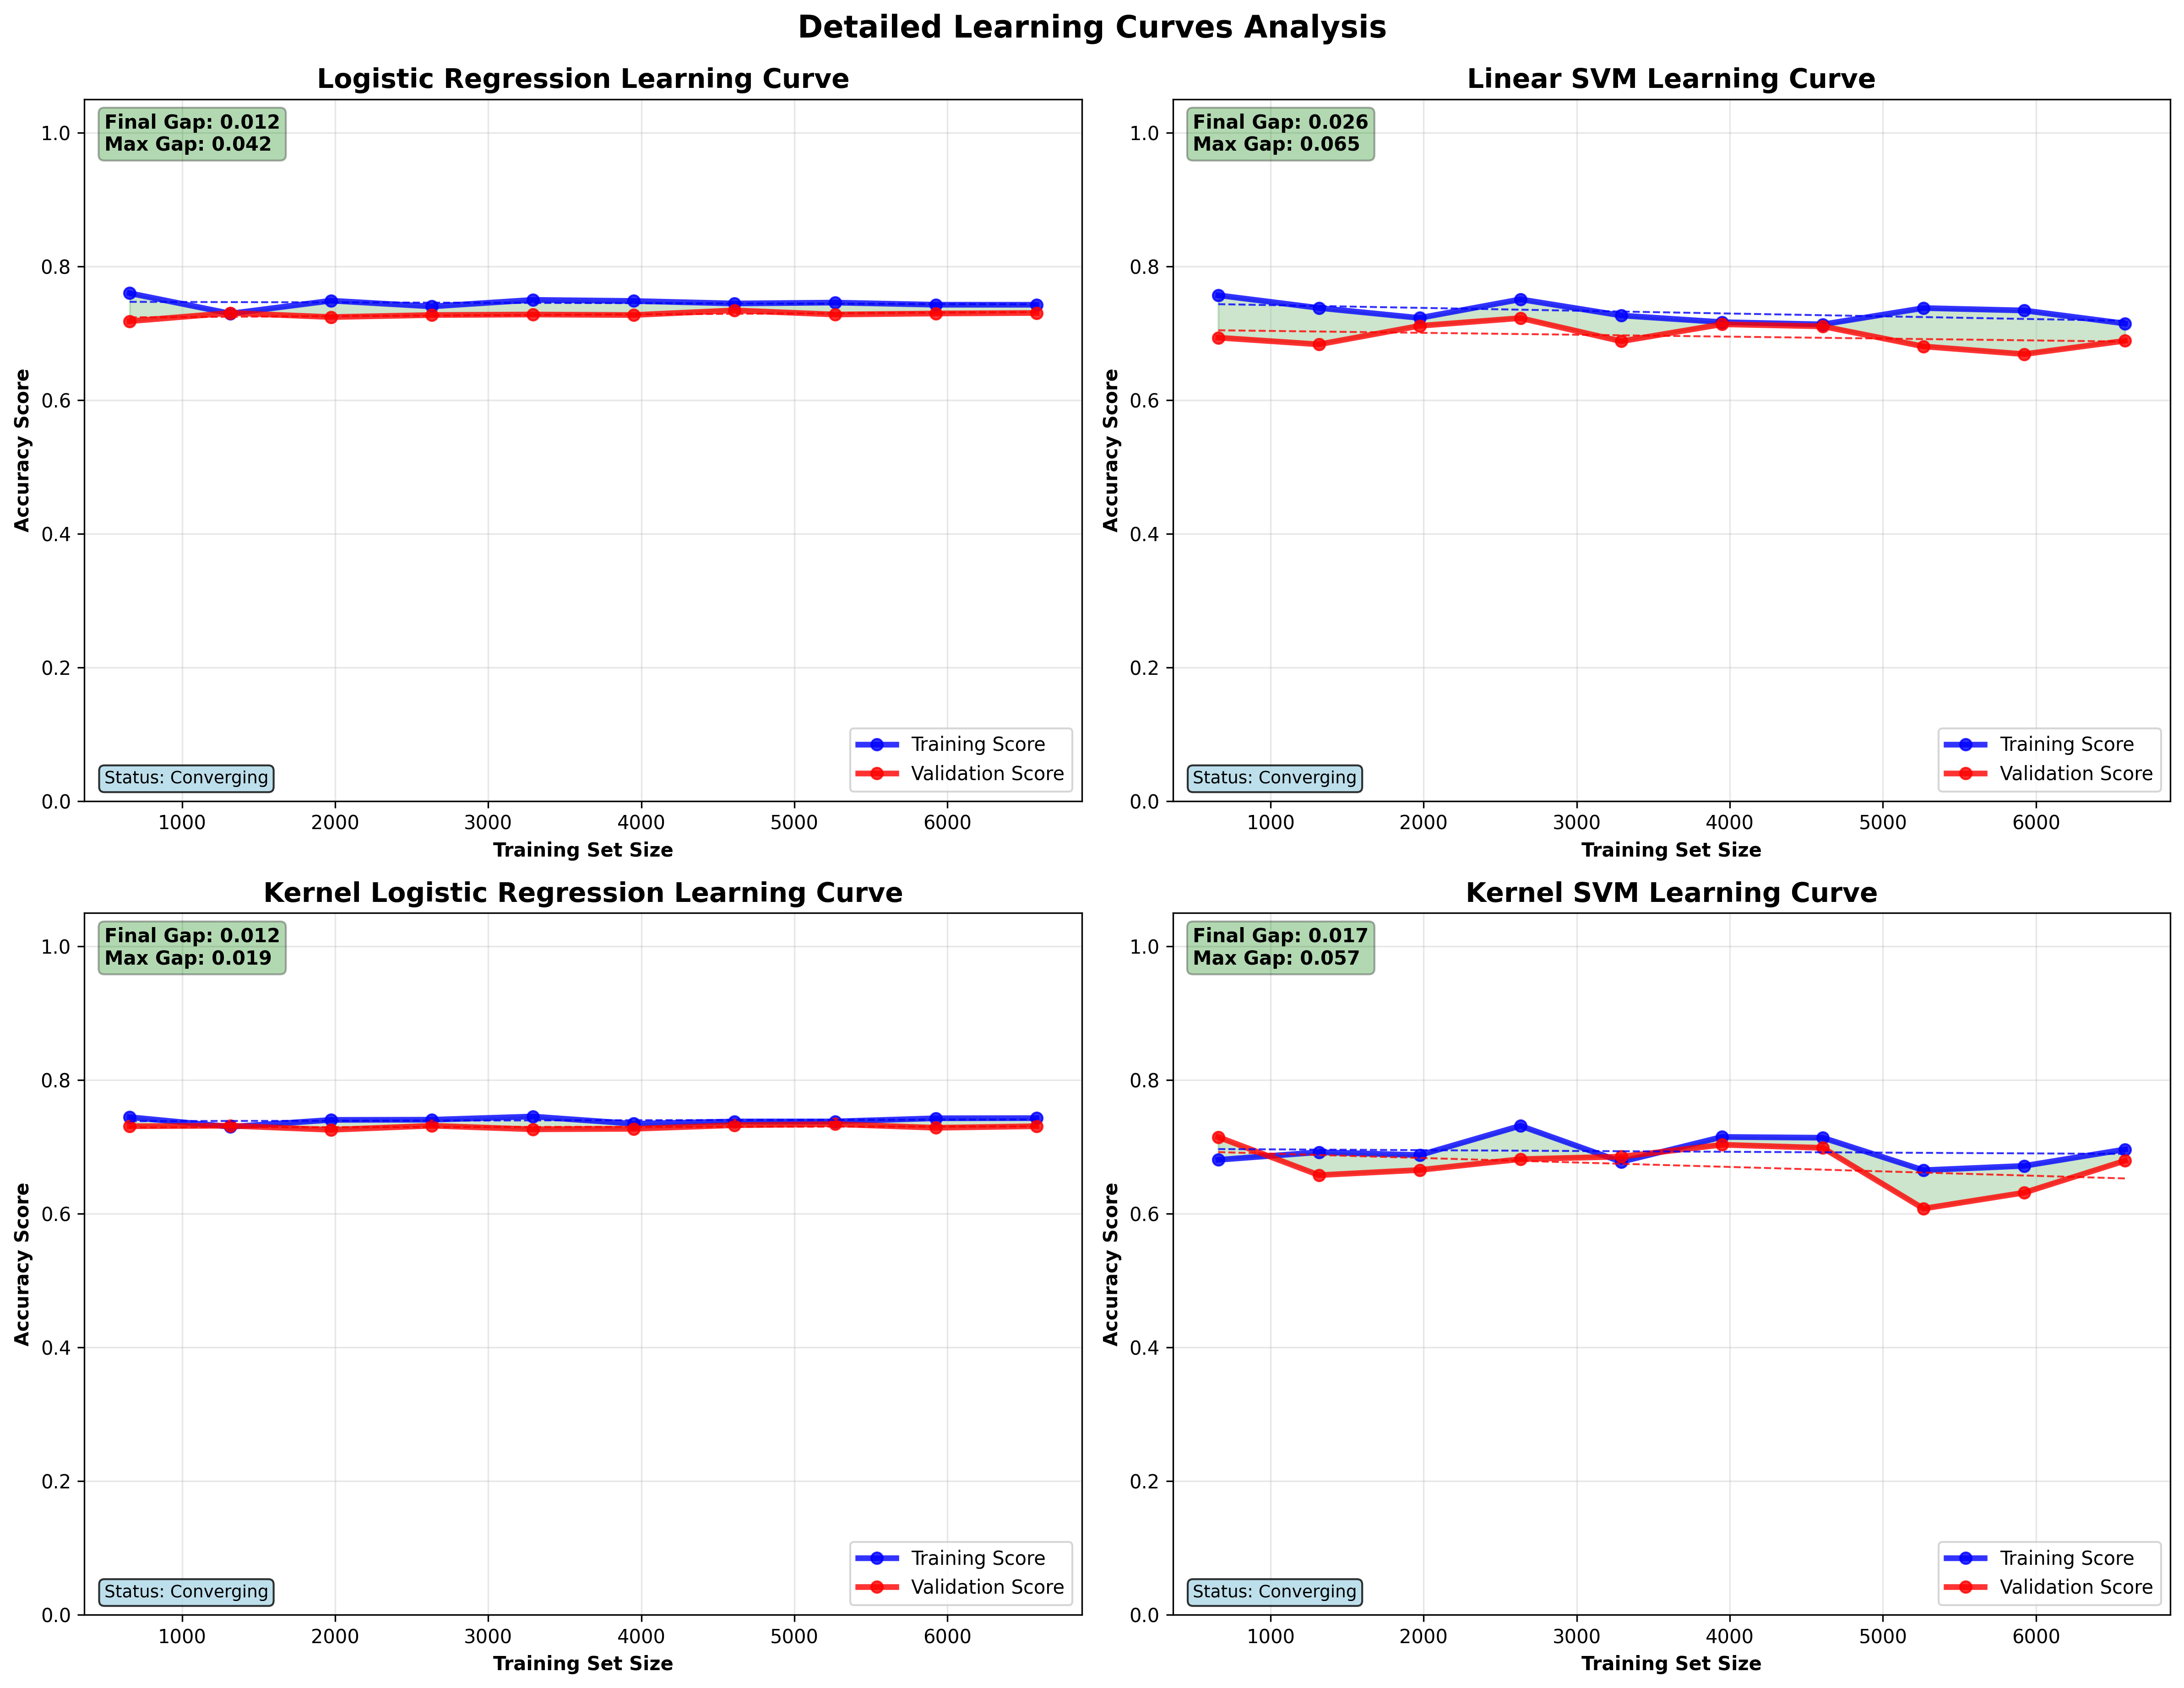 Detailed Learning Curves Analysis
Logistic Regression Learning Curve
Final Gap: 0.012
Max Gap: 0.042
1.0
0.8
0.6
0.4
0.2
0.0
Accuracy Score
Status: Converging
Training Score
Validation Score
1000 2000 3000 4000 5000 6000
Training Set Size
Linear SVM Learning Curve
Final Gap: 0.026
Max Gap: 0.065
1.0
0.8
0.6
0.4
0.2
0.0
Accuracy Score
Status: Converging
Training Score
Validation Score
1000 2000 3000 4000 5000 6000
Training Set Size
Kernel Logistic Regression Learning Curve
Final Gap: 0.012
Max Gap: 0.019
1.0
0.8
0.6
0.4
0.2
0.0
Accuracy Score
Status: Converging
Training Score
Validation Score
1000 2000 3000 4000 5000 6000
Training Set Size
Kernel SVM Learning Curve
Final Gap: 0.017
Max Gap: 0.057
1.0
0.8
0.6
0.4
0.2
0.0
Accuracy Score
Status: Converging
Training Score
Validation Score
1000 2000 3000 4000 5000 6000
Training Set Size